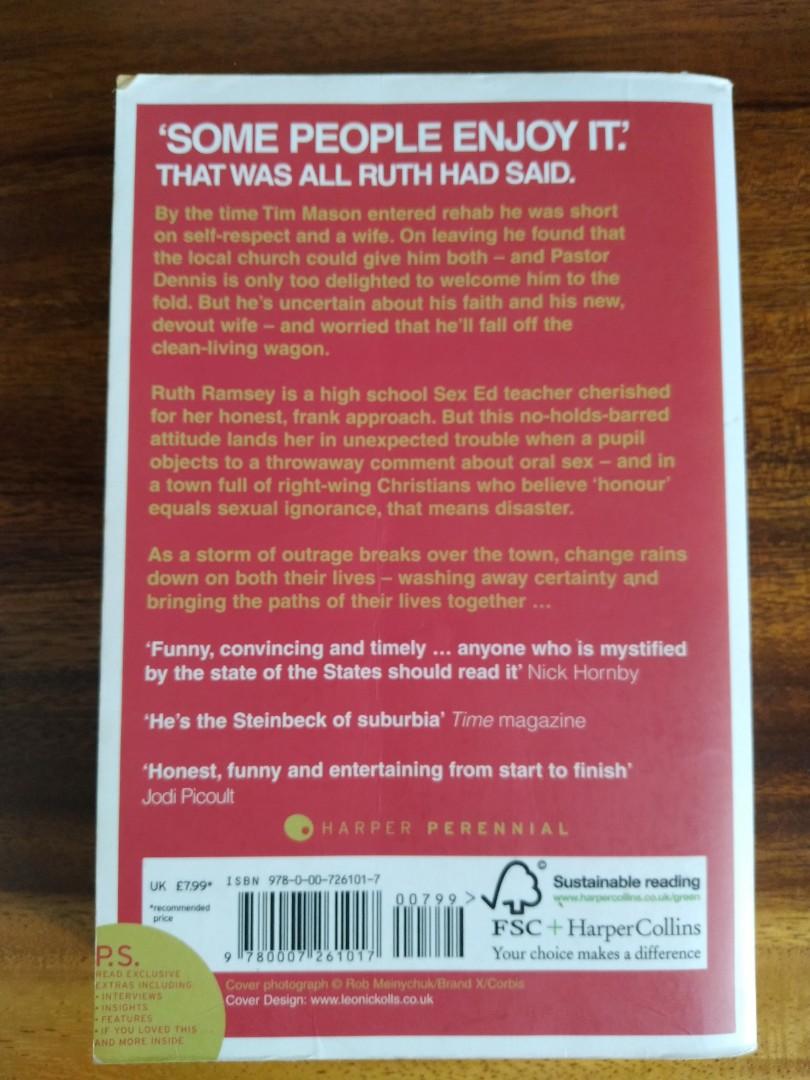 ‘SOME PEOPLE ENJOY IT.’
THAT WAS ALL RUTH HAD SAID.
By the time Tim Mason entered rehab he was short
on self-respect and a wife. On leaving he found that
the local church could give him both – and Pastor
Dennis is only too delighted to welcome him to the
fold. But he’s uncertain about his faith and his new,
devout wife – and worried that he’ll fall off the
clean-living wagon.
Ruth Ramsey is a high school Sex Ed teacher cherished
for her honest, frank approach. But this no-holds-barred
attitude lands her in unexpected trouble when a pupil
objects to a throwaway comment about oral sex – and in
a town full of right-wing Christians who believe ‘honour’
equals sexual ignorance, that means disaster.
As a storm of outrage breaks over the town, change rains
down on both their lives – washing away certainty and
bringing the paths of their lives together ...
‘Funny, convincing and timely ... anyone who is mystified
by the state of the States should read it’ Nick Hornby
‘He’s the Steinbeck of suburbia’ Time magazine
‘Honest, funny and entertaining from start to finish’
Jodi Picoult
HARPER PERENNIAL
UK £7.99*
*recommended
price
ISBN 978-0-00-726101-7
00799 >
9 780007 261017
©
FSC
Sustainable reading
www.harpercollins.co.uk/green
+ HarperCollins
Your choice makes a difference
P.S.
READ EXCLUSIVE
EXTRAS INCLUDING:
• INTERVIEWS
• INSIGHTS
• FEATURES
• IF YOU LOVED THIS ...
AND MORE INSIDE
Cover photograph © Rob Meinychuk/Brand X/Corbis
Cover Design: www.leonickolls.co.uk